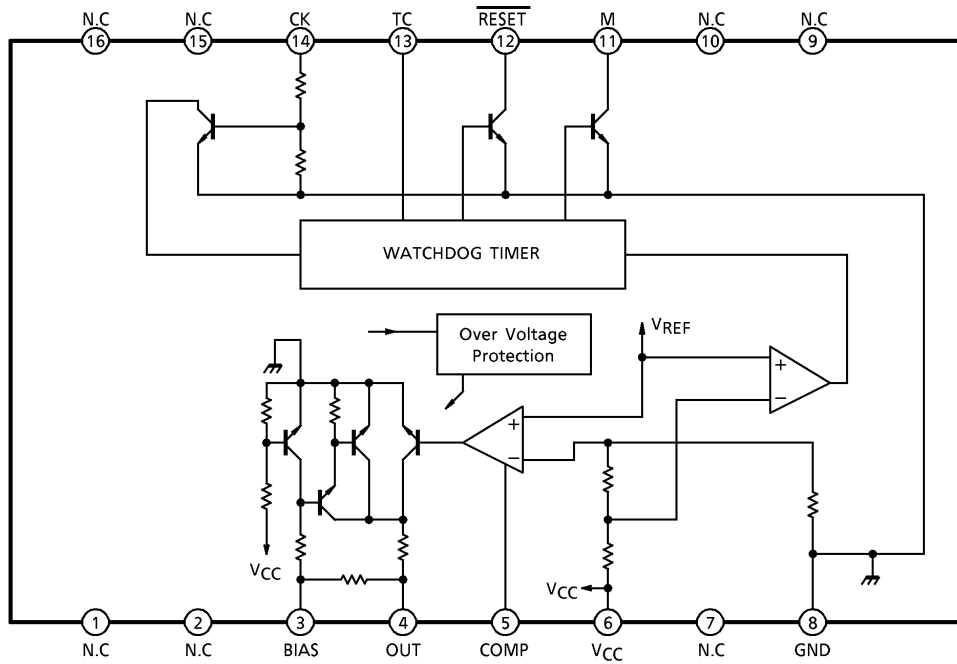 N.C N.C CK TC RESET M N.C N.C
16 15 14 13 12 11 10 9
WATCHDOG TIMER
Over Voltage
Protection
VREF
+
−
+
−
VCC
VCC
1 2 3 4 5 6 7 8
N.C N.C BIAS OUT COMP VCC N.C GND